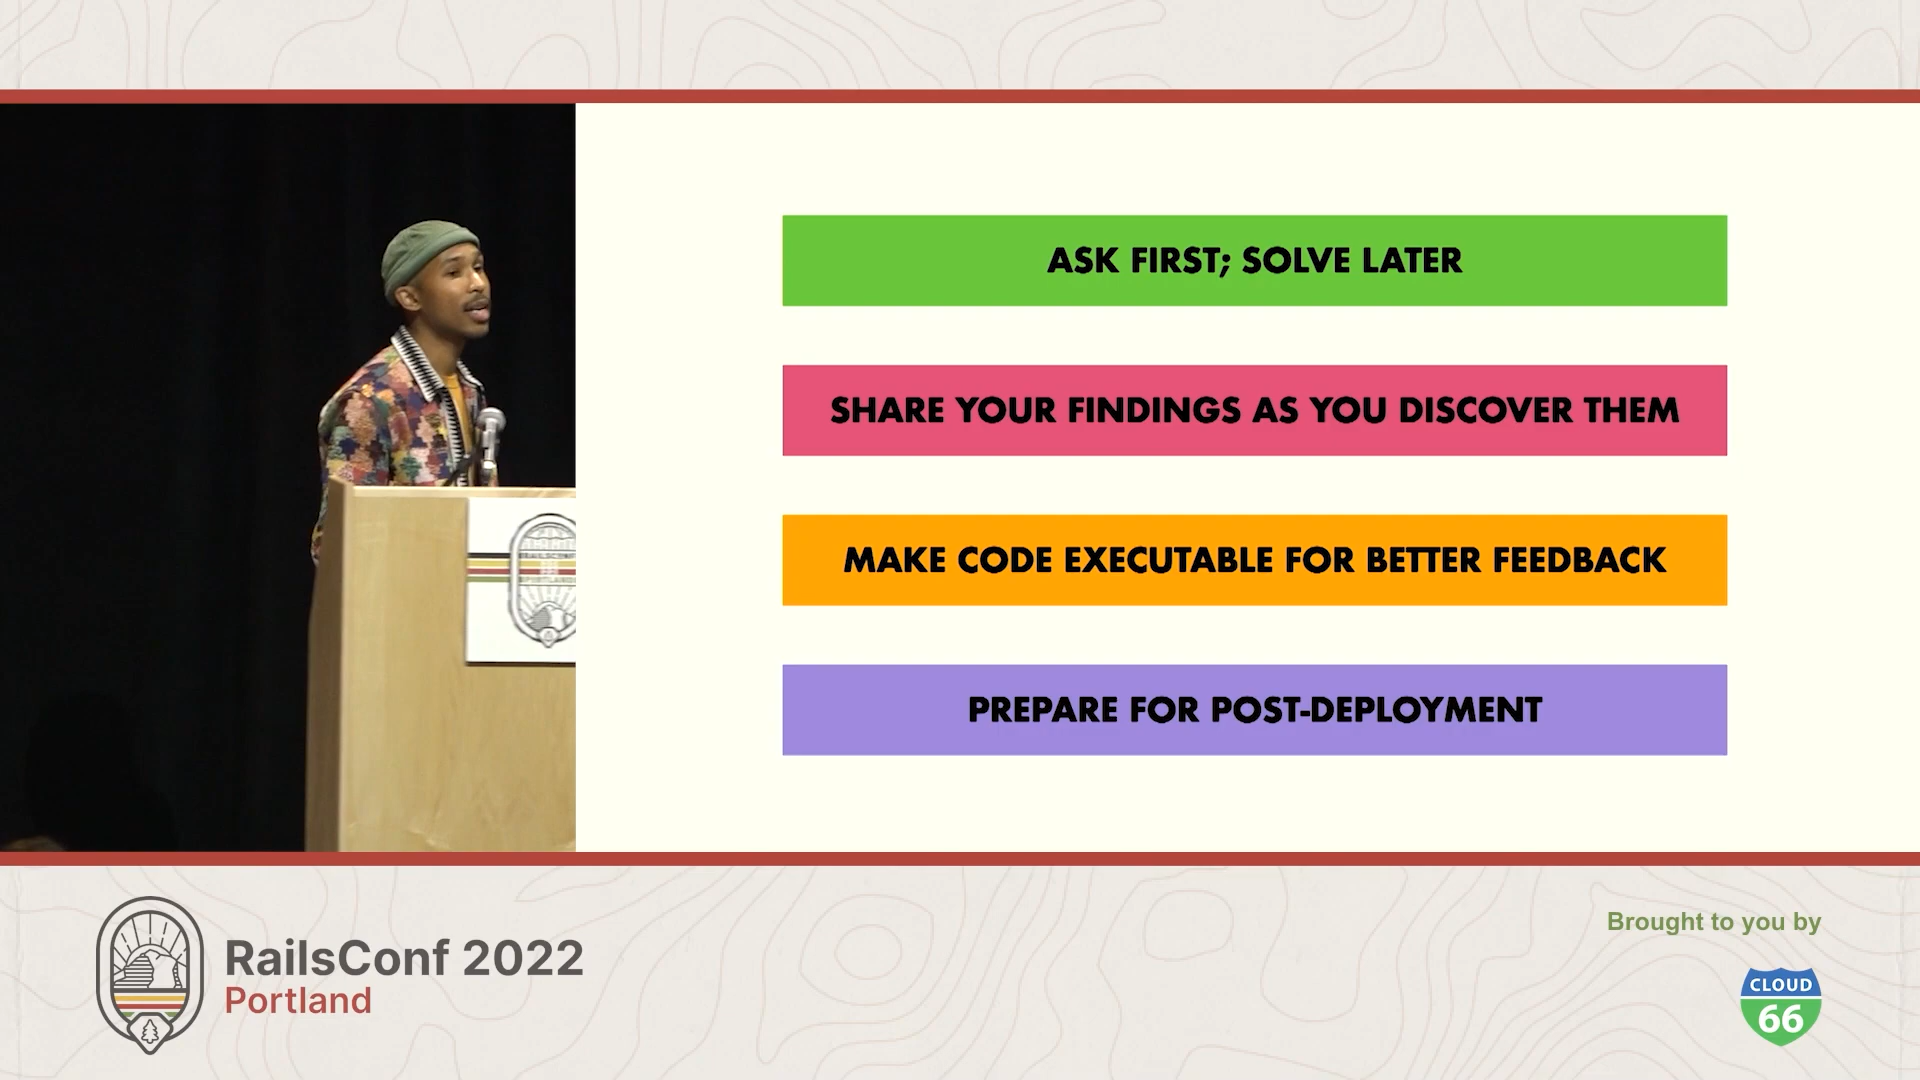 ASK FIRST; SOLVE LATER
SHARE YOUR FINDINGS AS YOU DISCOVER THEM
MAKE CODE EXECUTABLE FOR BETTER FEEDBACK
PREPARE FOR POST-DEPLOYMENT
RailsConf 2022
Portland
Brought to you by
CLOUD
66